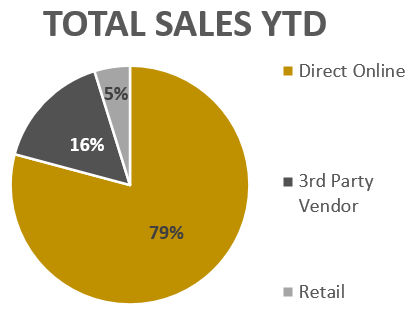 TOTAL SALES YTD
5%
16%
79%
Direct Online
3rd Party
Vendor
Retail